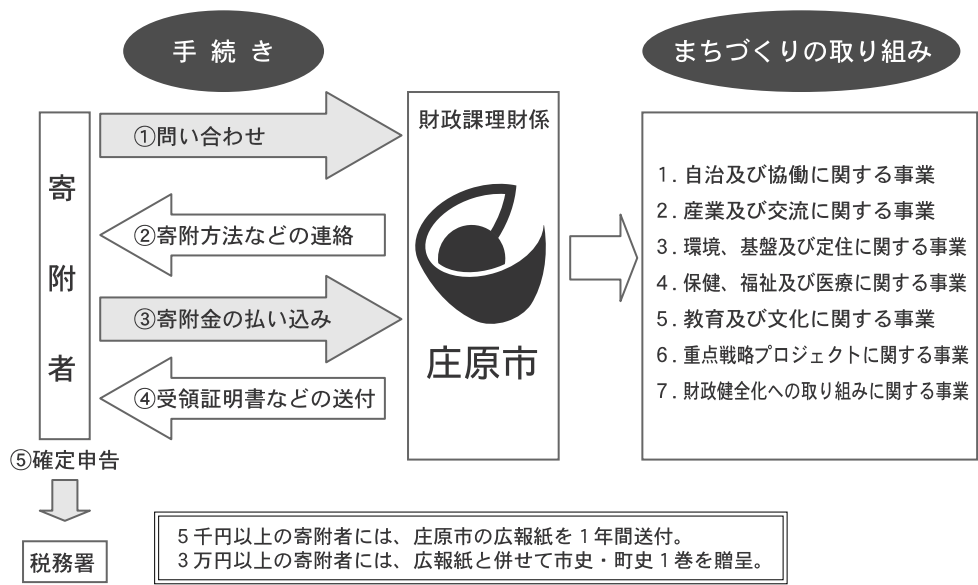 手続き
まちづくりの取り組み
寄附者
①問い合わせ
②寄附方法などの連絡
③寄附金の払い込み
④受領証明書などの送付
⑤確定申告
税務署
財政課理財係
庄原市
1．自治及び協働に関する事業
2．産業及び交流に関する事業
3．環境、基盤及び定住に関する事業
4．保健、福祉及び医療に関する事業
5．教育及び文化に関する事業
6．重点戦略プロジェクトに関する事業
7．財政健全化への取り組みに関する事業
5千円以上の寄附者には、庄原市の広報紙を1年間送付。
3万円以上の寄附者には、広報紙と併せて市史・町史1巻を贈呈。